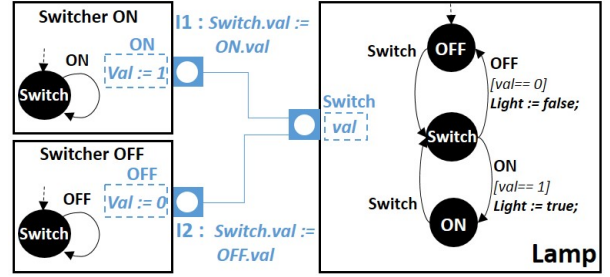 Switcher ON
ON
ON
Val := 1
Switch
I1 : Switch.val :=
ON.val
Switcher OFF
OFF
OFF
Val := 0
Switch
I2 : Switch.val :=
OFF.val
Switch
val
OFF
Switch
OFF
[val== 0]
Light := false;
Switch
ON
[val== 1]
Light := true;
Switch
ON
Lamp